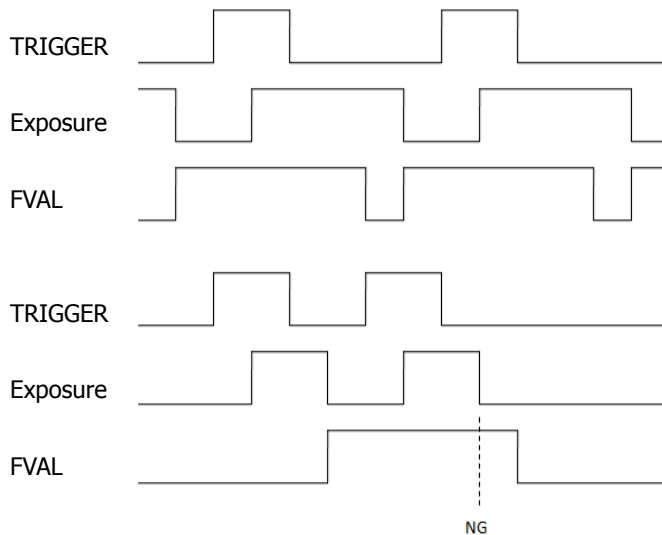 TRIGGER
Exposure
FVAL
TRIGGER
Exposure
FVAL
NG